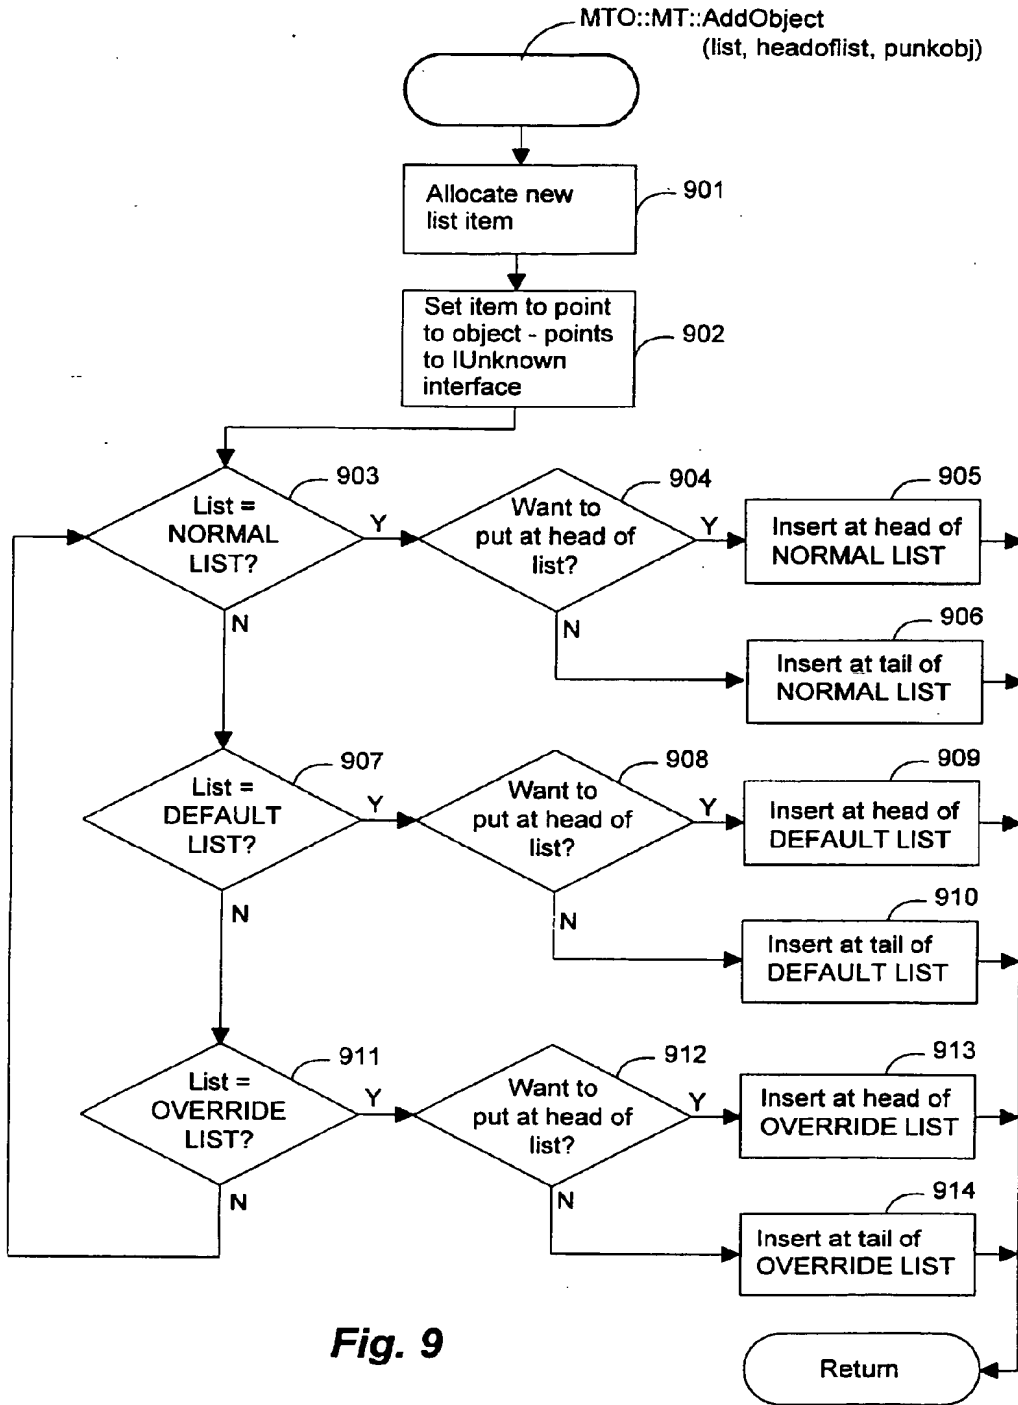 MTO::MT::AddObject
(list, headoflist, punkobj)
Allocate new
list item
901
Set item to point
to object - points
to IUnknown
interface
902
List =
NORMAL
LIST?
903
Y
N
Want to
put at head of
list?
904
Y
N
Insert at head of
NORMAL LIST
905
Insert at tail of
NORMAL LIST
906
List =
DEFAULT
LIST?
907
Y
N
Want to
put at head of
list?
908
Y
N
Insert at head of
DEFAULT LIST
909
Insert at tail of
DEFAULT LIST
910
List =
OVERRIDE
LIST?
911
Y
N
Want to
put at head of
list?
912
Y
N
Insert at head of
OVERRIDE LIST
913
Insert at tail of
OVERRIDE LIST
914
Return
Fig. 9